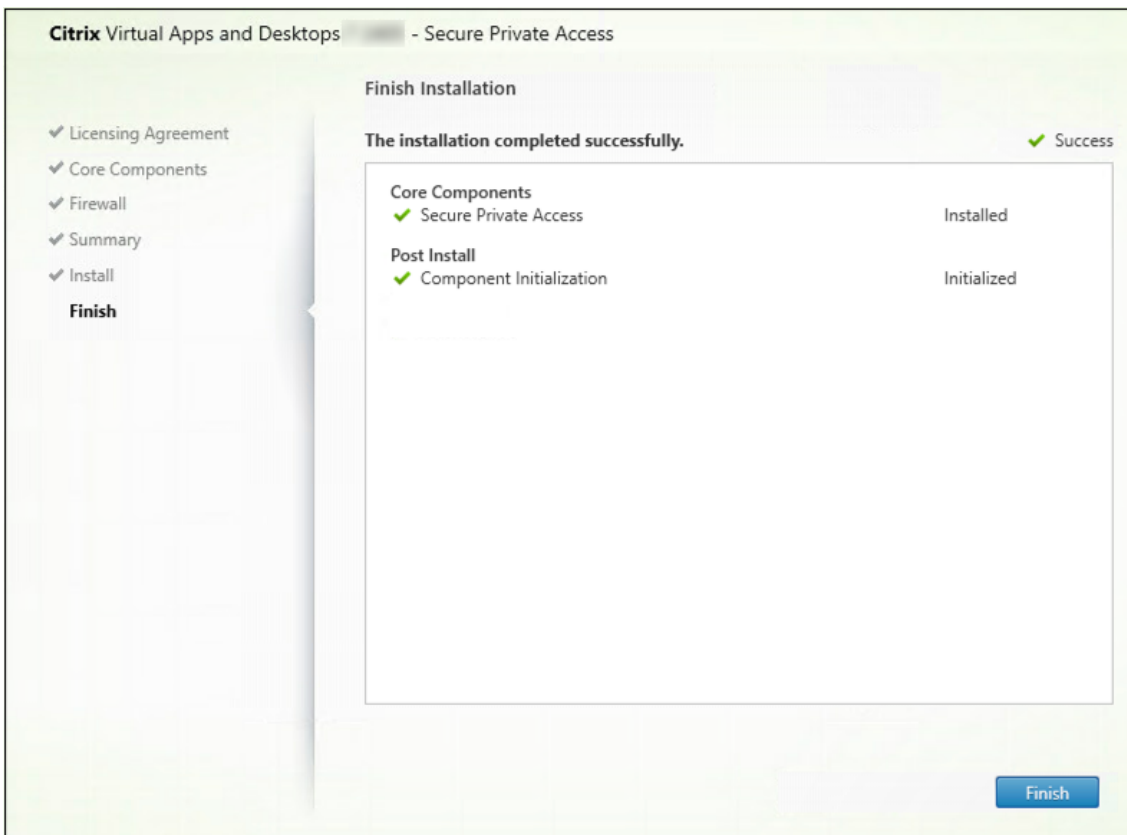 Citrix Virtual Apps and Desktops - Secure Private Access
Licensing Agreement
Core Components
Firewall
Summary
Install
Finish
Finish Installation
The installation completed successfully. Success
Core Components
Secure Private Access Installed
Post Install
Component Initialization Initialized
Finish